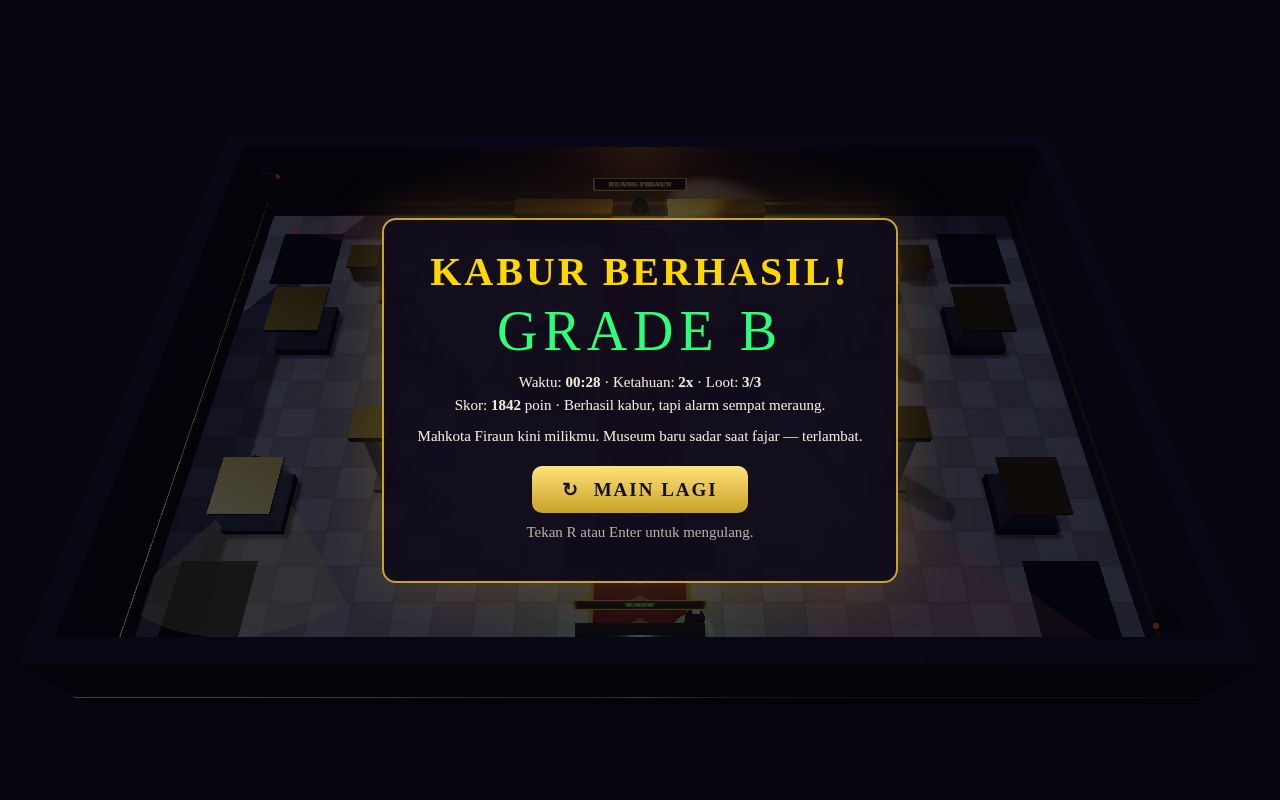 RUANG FIRAUN
KABUR BERHASIL!
GRADE B
Waktu: 00:28 · Ketahuan: 2x · Loot: 3/3
Skor: 1842 poin · Berhasil kabur, tapi alarm sempat meraung.
Mahkota Firaun kini milikmu. Museum baru sadar saat fajar — terlambat.
↻ MAIN LAGI
Tekan R atau Enter untuk mengulang.
EXIT